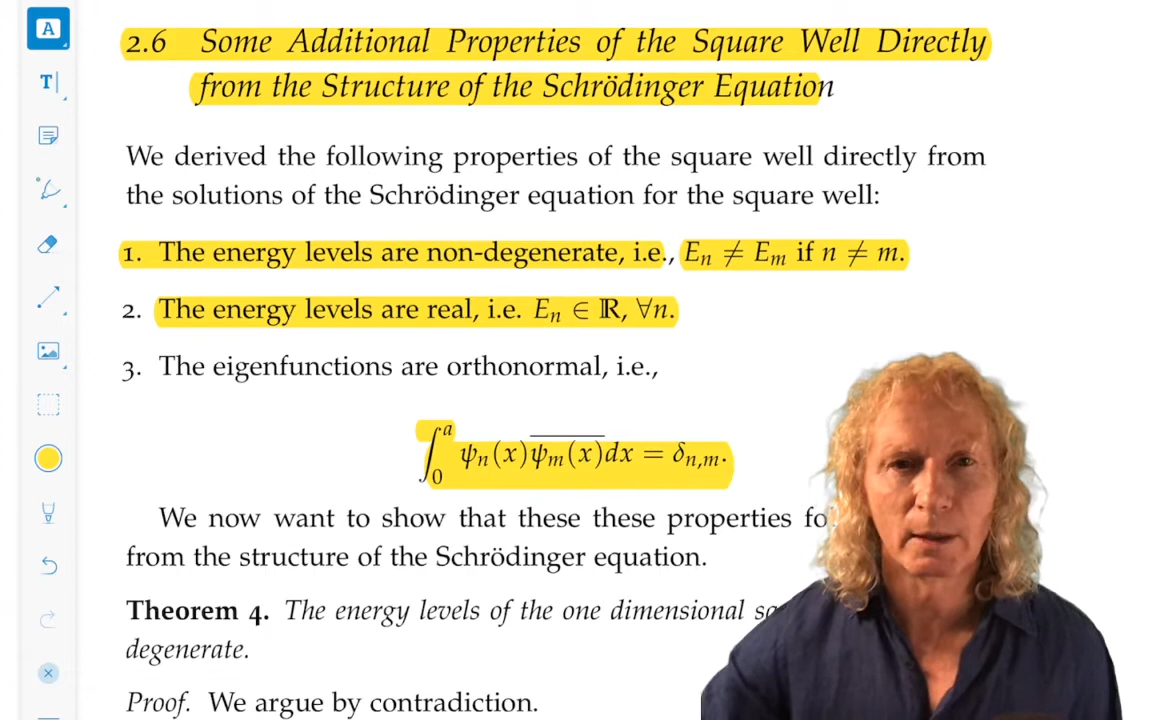 A
2.6 Some Additional Properties of the Square Well Directly
T
from the Structure of the Schrödinger Equation
We derived the following properties of the square well directly from
the solutions of the Schrödinger equation for the square well:
1. The energy levels are non-degenerate, i.e., Eₙ ≠ Eₘ if n ≠ m.
2. The energy levels are real, i.e. Eₙ ∈ ℝ, ∀n.
3. The eigenfunctions are orthonormal, i.e.,
∫₀ᵃ ψₙ(x)\overline{ψₘ(x)}dx = δₙ,ₘ.
We now want to show that these these properties
from the structure of the Schrödinger equation.
Theorem 4. The energy levels of the one dimensional
degenerate.
Proof. We argue by contradiction.